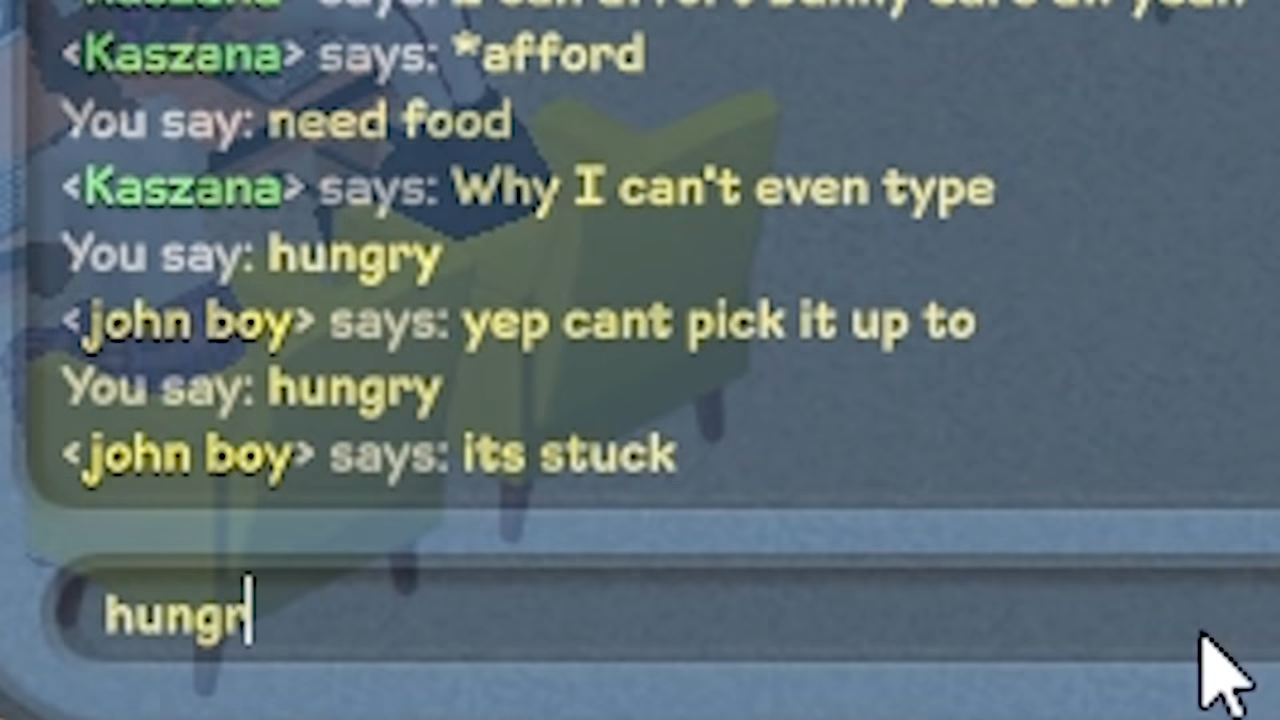 <Kaszana> says: *afford
You say: need food
<Kaszana> says: Why I can't even type
You say: hungry
<john boy> says: yep cant pick it up to
You say: hungry
<john boy> says: its stuck
hungr